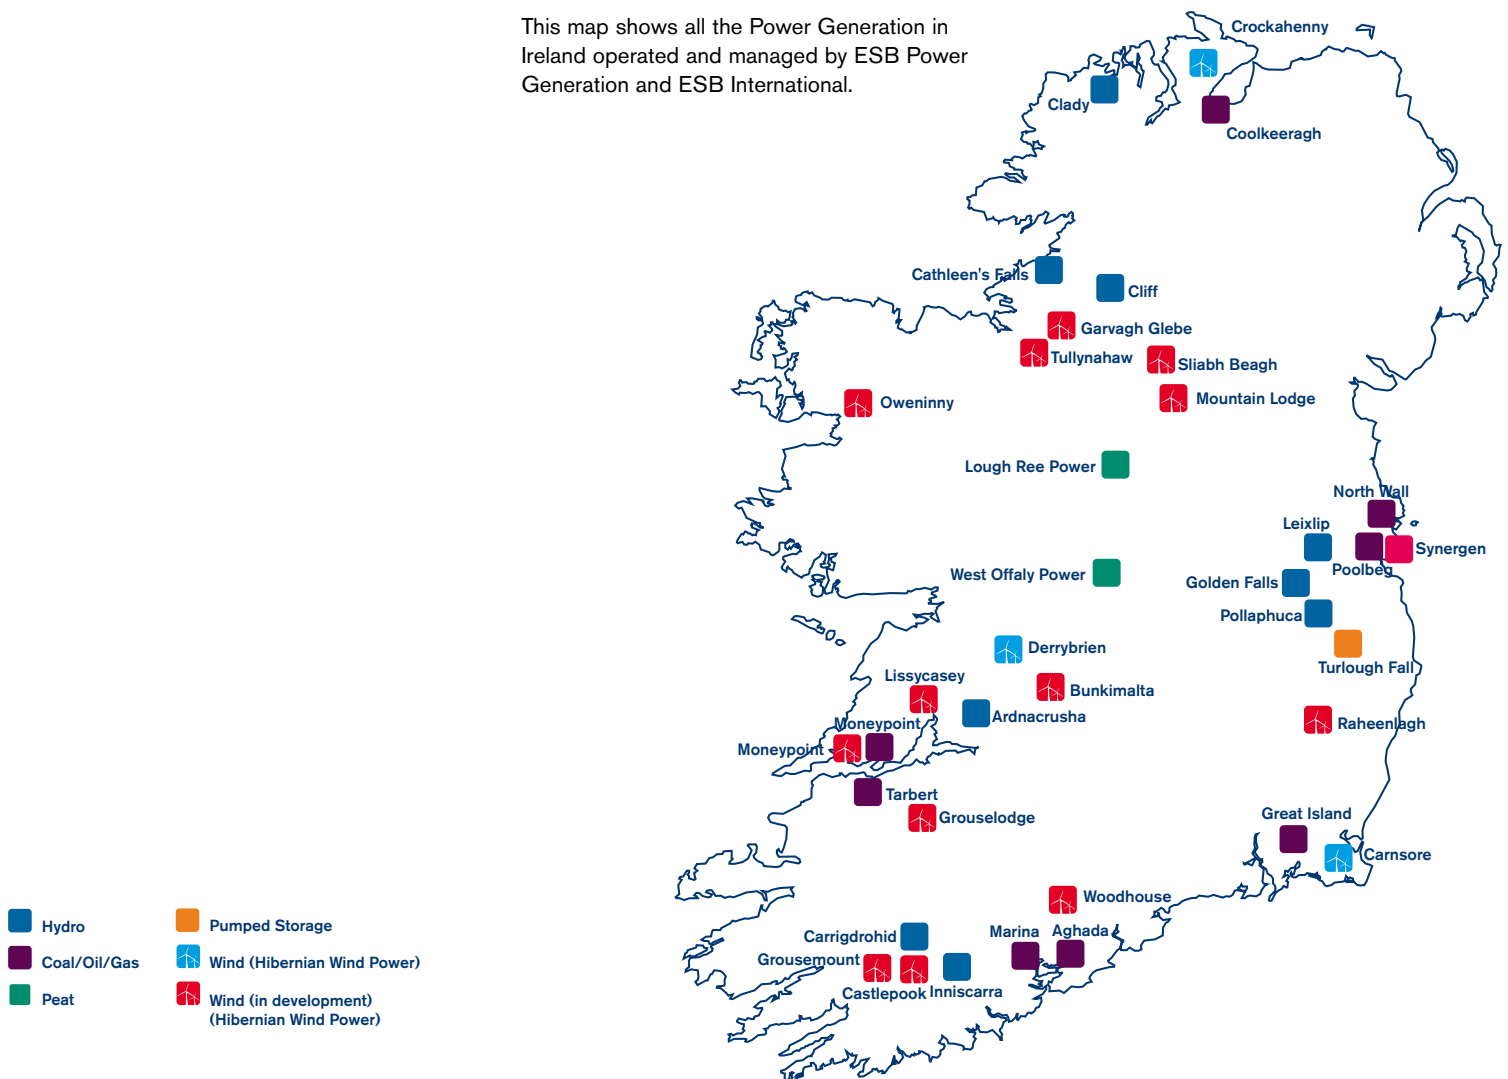 This map shows all the Power Generation in
Ireland operated and managed by ESB Power
Generation and ESB International.
Crockahenny
Clady
Coolkeeragh
Cathleen's Falls
Cliff
Garvagh Glebe
Tullynahaw
Sliabh Beagh
Oweninny
Mountain Lodge
Lough Ree Power
North Wall
Leixlip
Synergen
Poolbeg
West Offaly Power
Golden Falls
Pollaphuca
Derrybrien
Turlough Fall
Lissycasey
Bunkimalta
Ardnacrusha
Moneypoint
Raheenlagh
Moneypoint
Tarbert
Grouselodge
Great Island
Carnsore
Woodhouse
Marina
Aghada
Carrigdrohid
Grousemount
Castlepook
Inniscarra
Hydro
Coal/Oil/Gas
Peat
Pumped Storage
Wind (Hibernian Wind Power)
Wind (in development)
(Hibernian Wind Power)